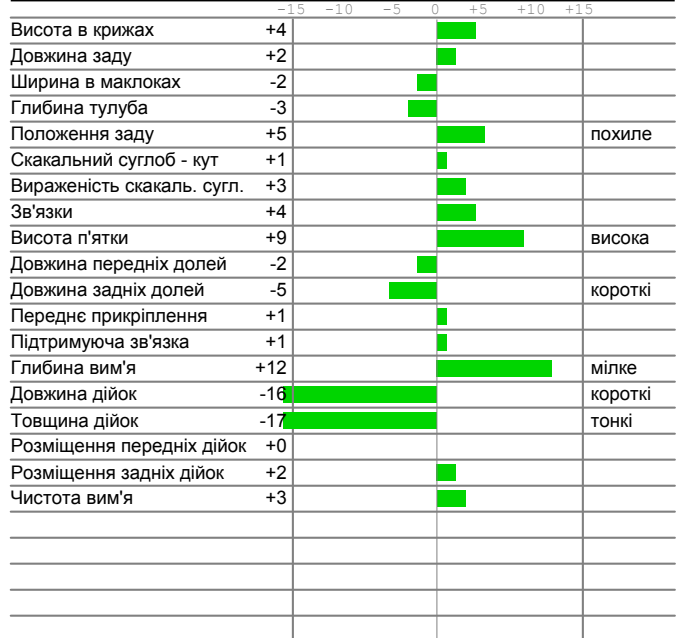 -15 -10 -5 0 +5 +10 +15
Висота в крижах +4
Довжина заду +2
Ширина в маклоках -2
Глибина тулуба -3
Положення заду +5 похиле
Скакальний суглоб - кут +1
Вираженість скакаль. сугл. +3
Зв'язки +4
Висота п'ятки +9 висока
Довжина передніх долей -2
Довжина задніх долей -5 короткі
Переднє прикріплення +1
Підтримуюча зв'язка +1
Глибина вим'я +12 мілке
Довжина дійок -16 короткі
Товщина дійок -17 тонкі
Розміщення передніх дійок +0
Розміщення задніх дійок +2
Чистота вим'я +3